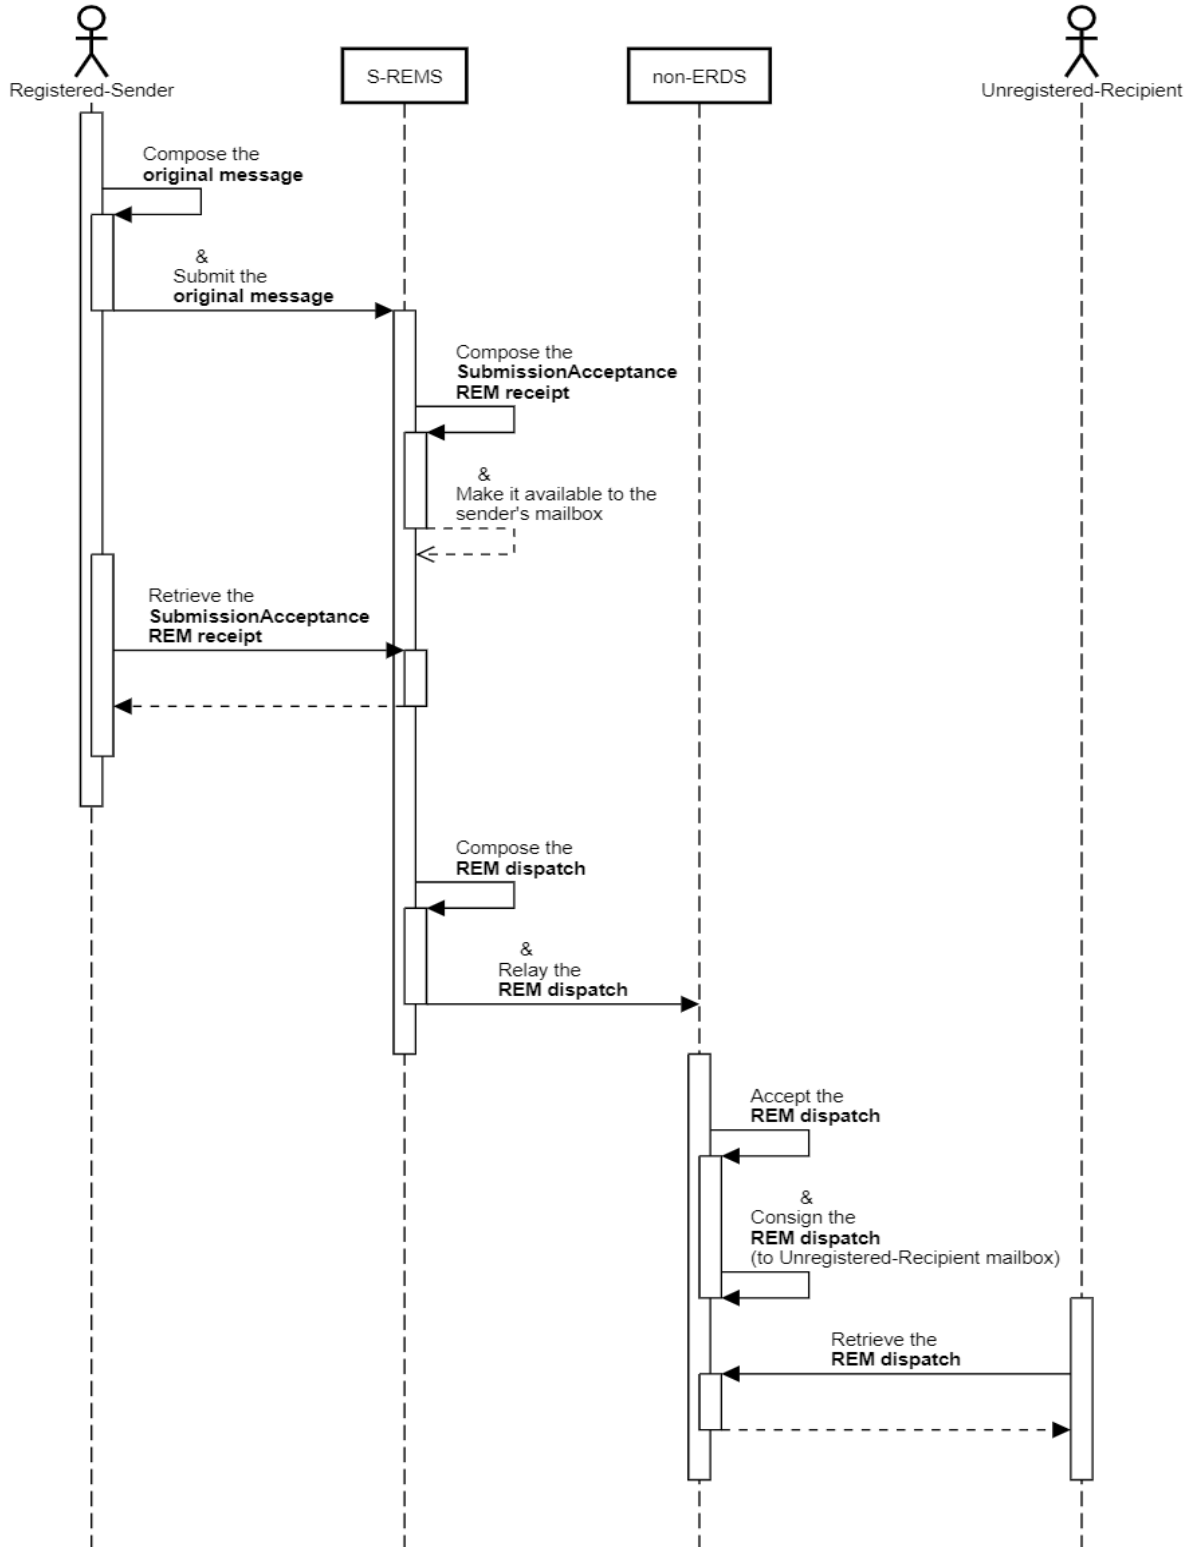 Registered-Sender
S-REMS
non-ERDS
Unregistered-Recipient
Compose the
original message
&
Submit the
original message
Compose the
SubmissionAcceptance
REM receipt
&
Make it available to the
sender's mailbox
Retrieve the
SubmissionAcceptance
REM receipt
Compose the
REM dispatch
&
Relay the
REM dispatch
Accept the
REM dispatch
&
Consign the
REM dispatch
(to Unregistered-Recipient mailbox)
Retrieve the
REM dispatch